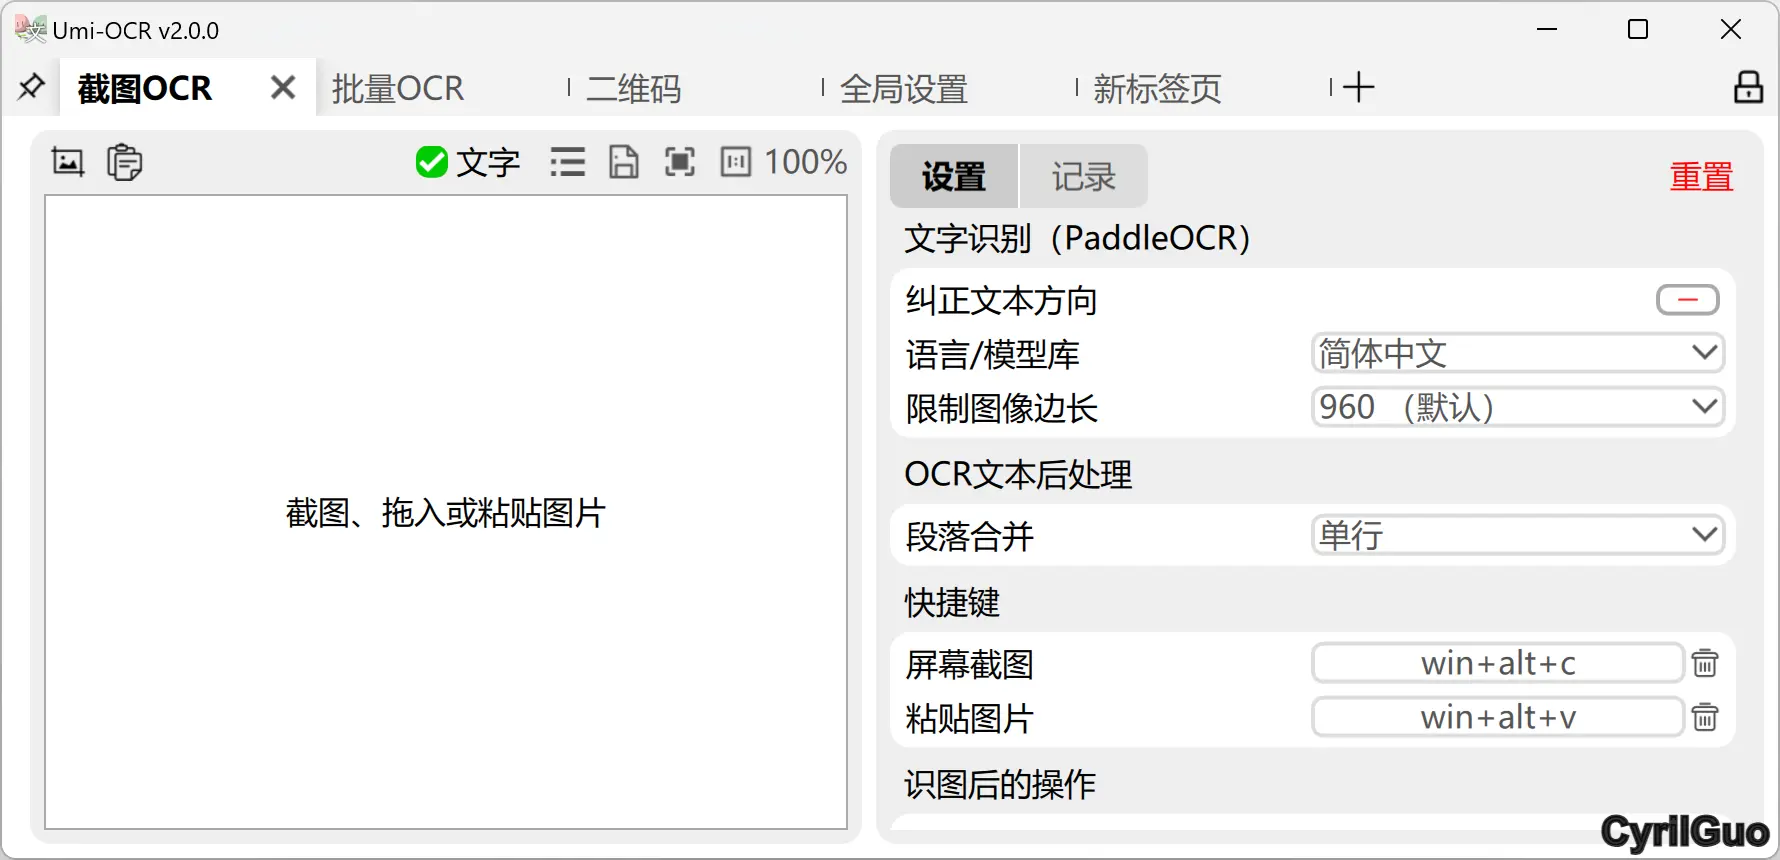 Umi-OCR v2.0.0
截图OCR
批量OCR
二维码
全局设置
新标签页
文字
100%
截图、拖入或粘贴图片
设置
记录
重置
文字识别（PaddleOCR）
纠正文本方向
语言/模型库
简体中文
限制图像边长
960 （默认）
OCR文本后处理
段落合并
单行
快捷键
屏幕截图
win+alt+c
粘贴图片
win+alt+v
识图后的操作
CyrilGuo